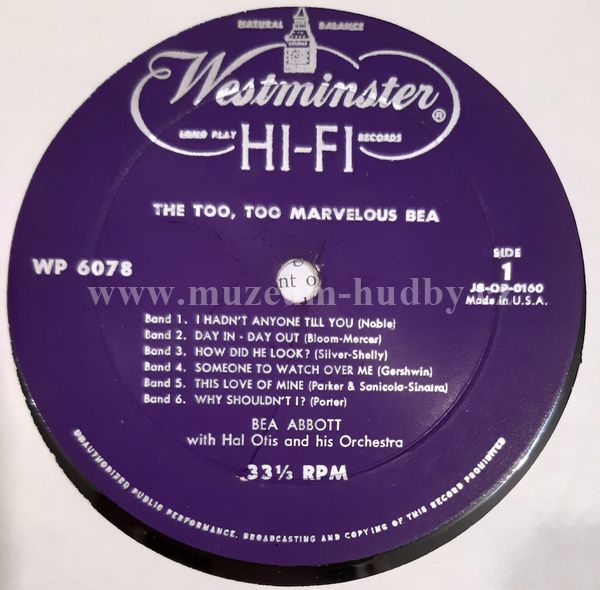 NATURAL BALANCE
Westminster ®
LONG PLAY RECORDS
HI-FI
THE TOO, TOO MARVELOUS BEA
WP 6078
SIDE
1
JB-OP-0160
Made in U.S.A.
nt o
www.muzeum-hudby
Band 1. I HADN'T ANYONE TILL YOU (Noble)
Band 2. DAY IN - DAY OUT (Bloom-Mercer)
Band 3. HOW DID HE LOOK? (Silver-Shelly)
Band 4. SOMEONE TO WATCH OVER ME (Gershwin)
Band 5. THIS LOVE OF MINE (Parker & Sanicola-Sinatra)
Band 6. WHY SHOULDN'T I? (Porter)
BEA ABBOTT
with Hal Otis and his Orchestra
33⅓ RPM
UNAUTHORIZED PUBLIC PERFORMANCE, BROADCASTING AND COPYING OF THIS RECORD PROHIBITED